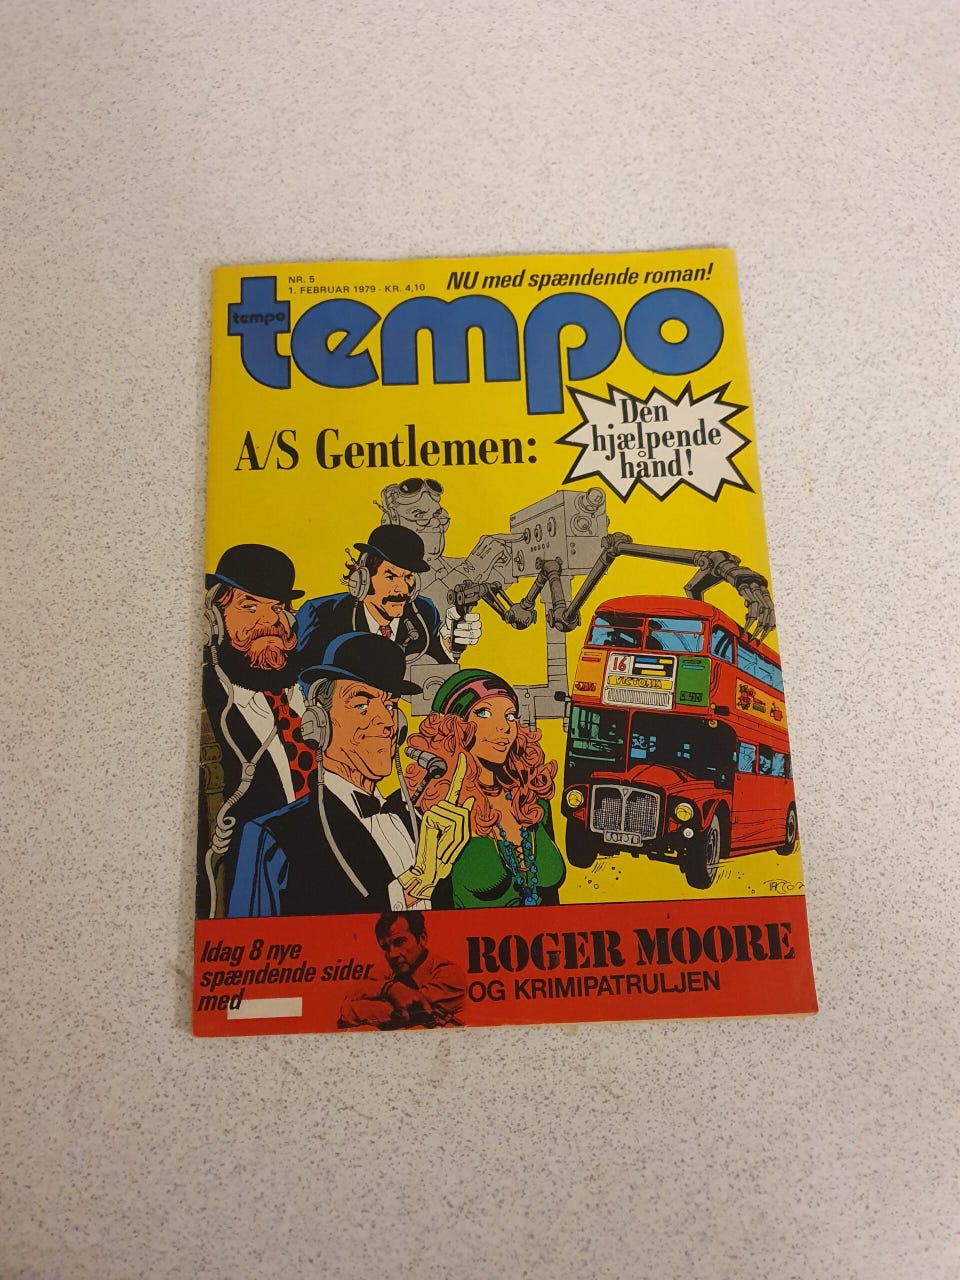 NR. 5
1. FEBRUAR 1979 - KR. 4,10
NU med spændende roman!
tempo
tempo
A/S Gentlemen:
Den
hjælpende
hånd!
16
VICTORIA
Idag 8 nye
spændende sider
med
ROGER MOORE
OG KRIMIPATRULJEN